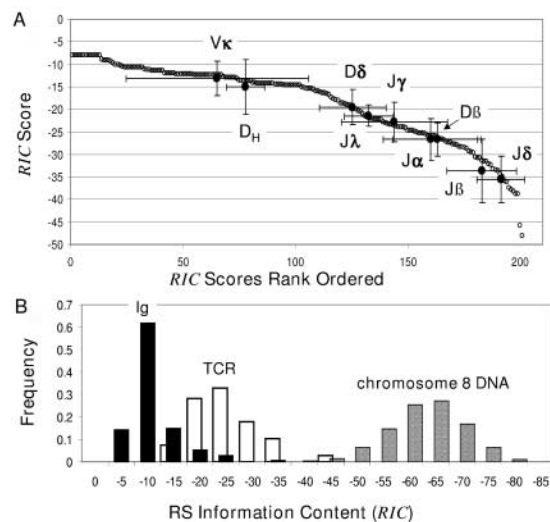 A
0
-5
-10
-15
-20
-25
-30
-35
-40
-45
-50
RIC Score
Vκ
D_H
Dδ
Jγ
Dß
Jλ
Jα
Jß
Jδ
0 50 100 150 200
RIC Scores Rank Ordered
B
0.7
0.6
0.5
0.4
0.3
0.2
0.1
0
Frequency
Ig
TCR
chromosome 8 DNA
0 -5 -10 -15 -20 -25 -30 -35 -40 -45 -50 -55 -60 -65 -70 -75 -80 -85
RS Information Content (RIC)